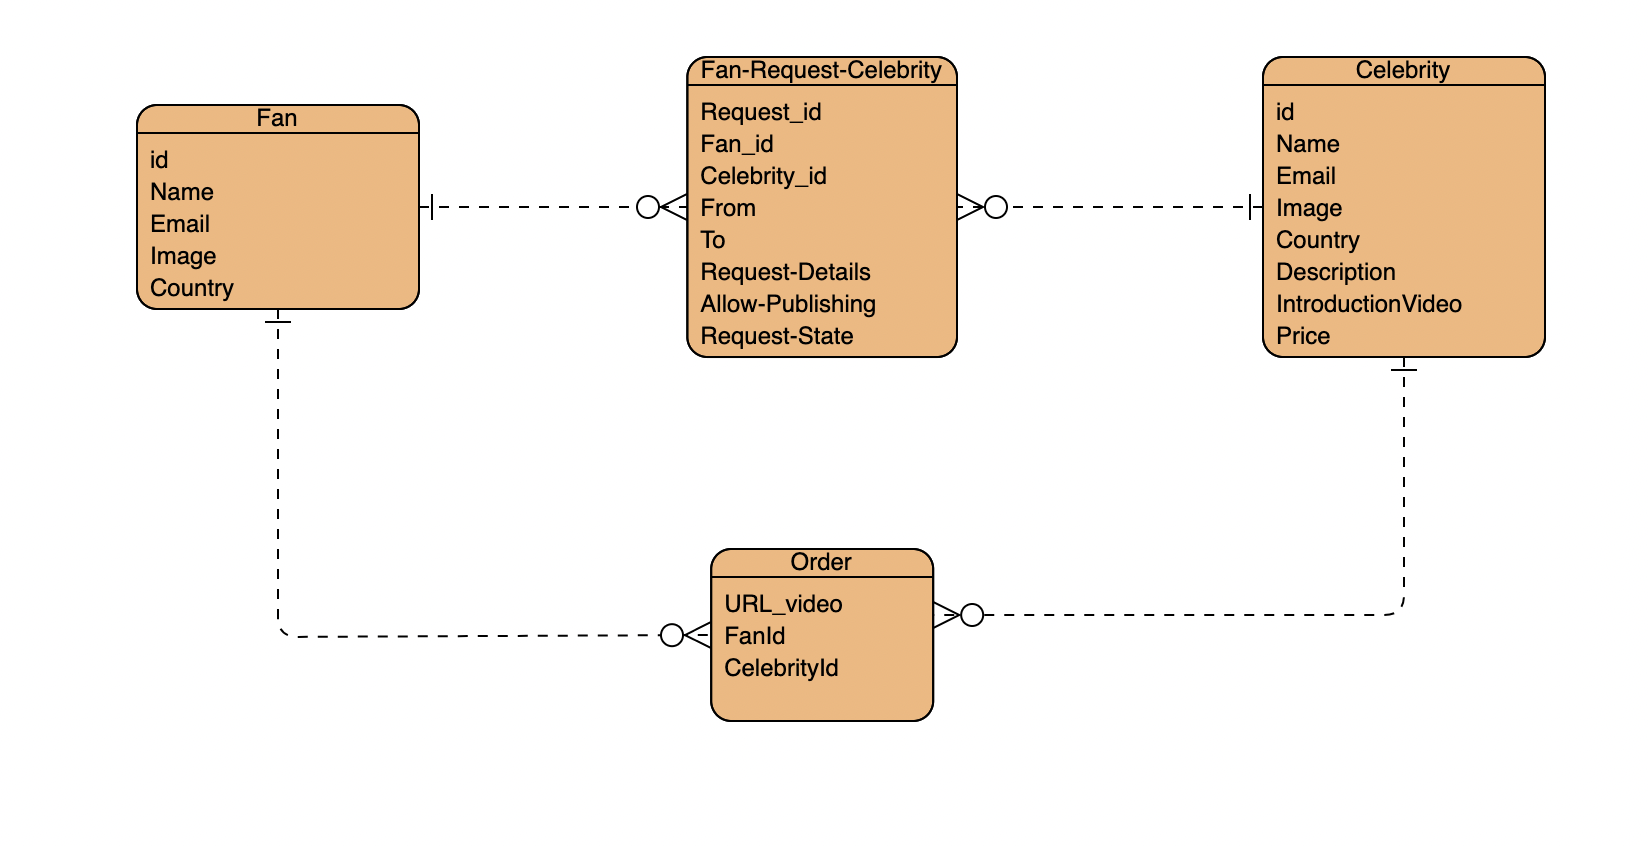 Fan
id
Name
Email
Image
Country
Fan-Request-Celebrity
Request_id
Fan_id
Celebrity_id
From
To
Request-Details
Allow-Publishing
Request-State
Celebrity
id
Name
Email
Image
Country
Description
IntroductionVideo
Price
Order
URL_video
FanId
CelebrityId